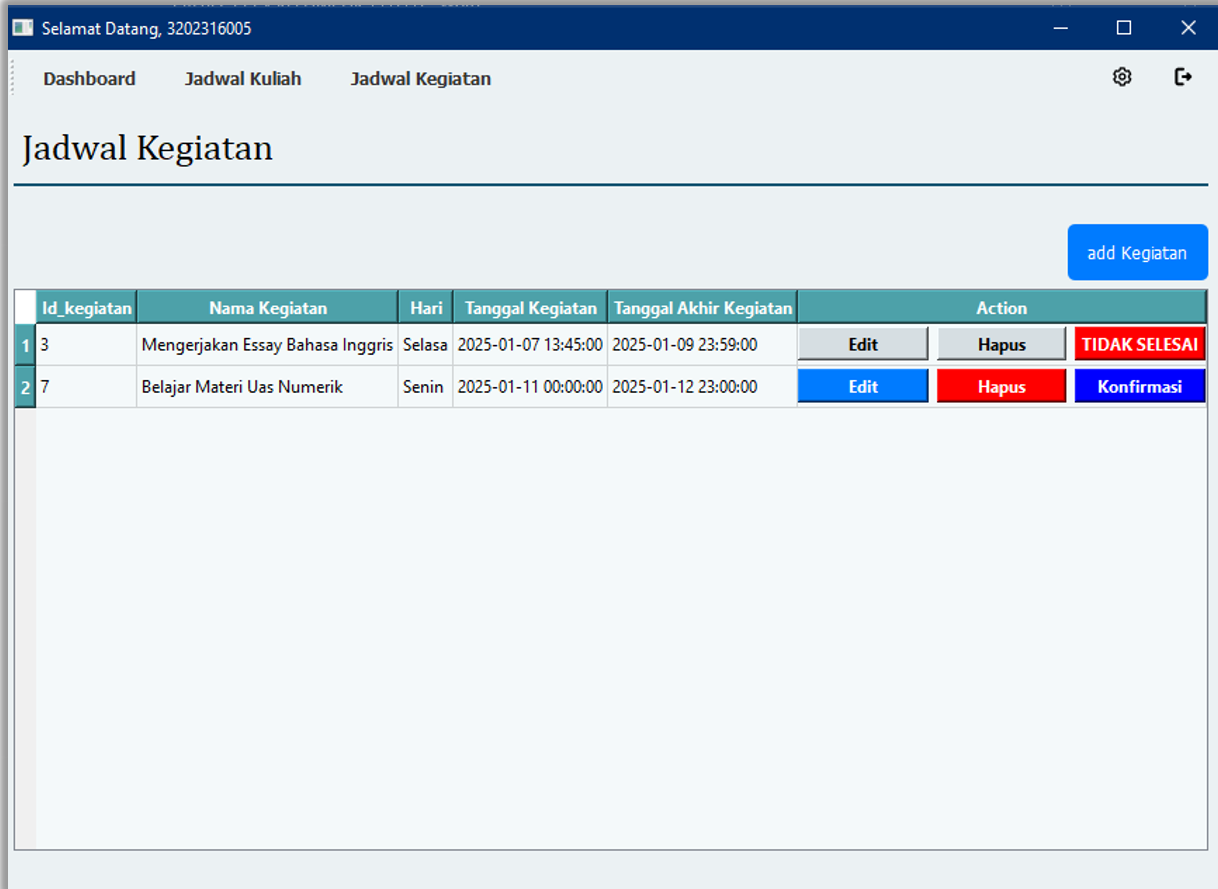 Selamat Datang, 3202316005
Dashboard Jadwal Kuliah Jadwal Kegiatan
Jadwal Kegiatan
add Kegiatan
Id_kegiatan Nama Kegiatan Hari Tanggal Kegiatan Tanggal Akhir Kegiatan Action
1 3 Mengerjakan Essay Bahasa Inggris Selasa 2025-01-07 13:45:00 2025-01-09 23:59:00 Edit Hapus TIDAK SELESAI
2 7 Belajar Materi Uas Numerik Senin 2025-01-11 00:00:00 2025-01-12 23:00:00 Edit Hapus Konfirmasi